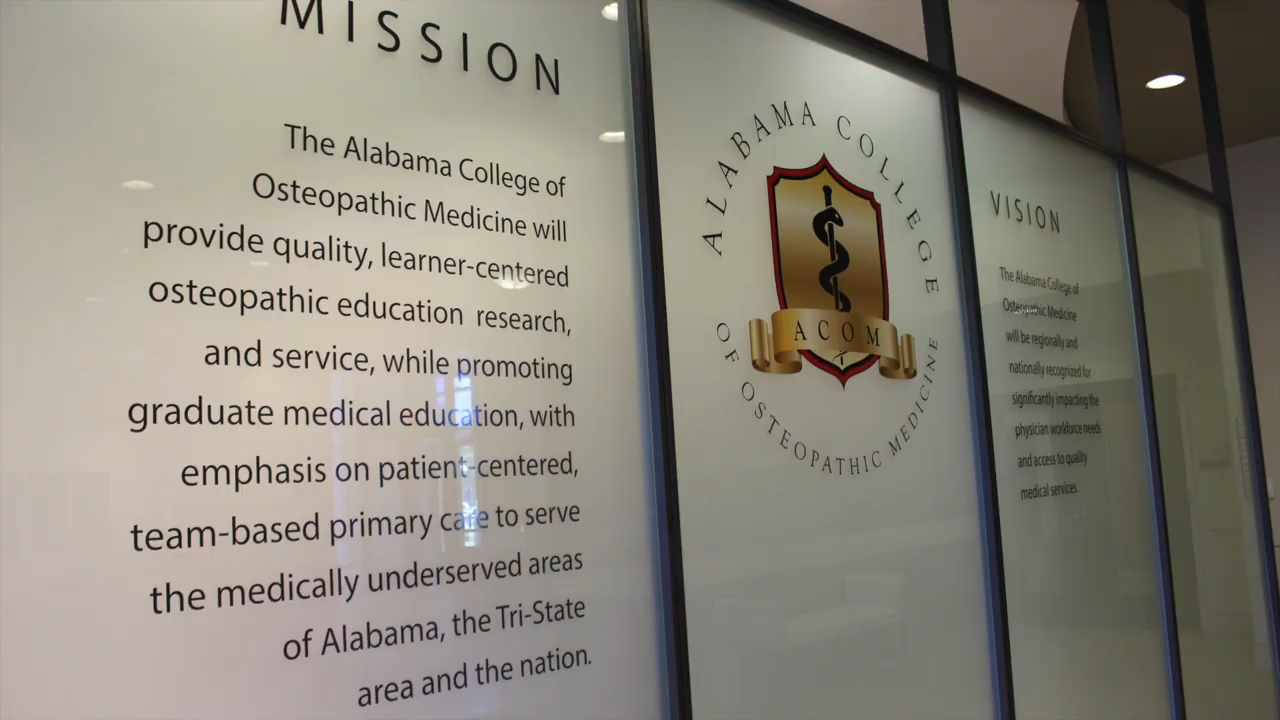 MISSION
The Alabama College of
Osteopathic Medicine will
provide quality, learner-centered
osteopathic education research,
and service, while promoting
graduate medical education, with
emphasis on patient-centered,
team-based primary care to serve
the medically underserved areas
of Alabama, the Tri-State
area and the nation.
ALABAMA COLLEGE
OF OSTEOPATHIC MEDICINE
ACOM
VISION
The Alabama College of
Osteopathic Medicine
will be regionally and
nationally recognized for
significantly impacting the
physician workforce needs
and access to quality
medical services.